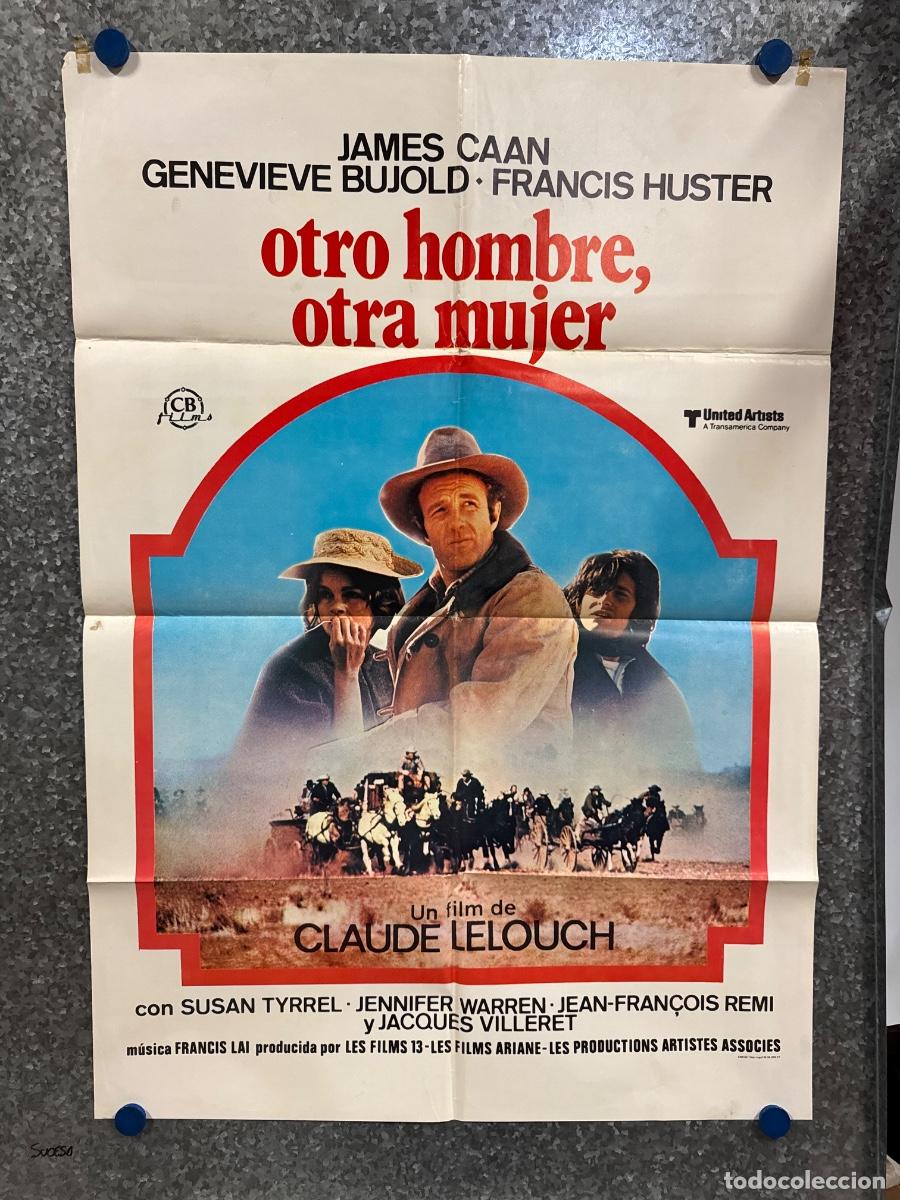 JAMES CAAN
GENEVIEVE BUJOLD · FRANCIS HUSTER
otro hombre,
otra mujer
CB
films
United Artists
A Transamerica Company
Un film de
CLAUDE LELOUCH
con SUSAN TYRREL · JENNIFER WARREN · JEAN-FRANÇOIS REMI
y JACQUES VILLERET
música FRANCIS LAI producida por LES FILMS 13-LES FILMS ARIANE-LES PRODUCTIONS ARTISTES ASSOCIES
todocoleccion